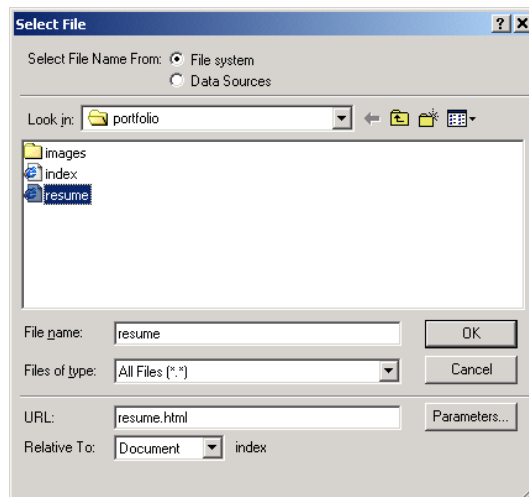 Select File
Select File Name From: File system
Data Sources
Look in: portfolio
images
index
resume
File name: resume OK
Files of type: All Files (*.*) Cancel
URL: resume.html Parameters...
Relative To: Document index